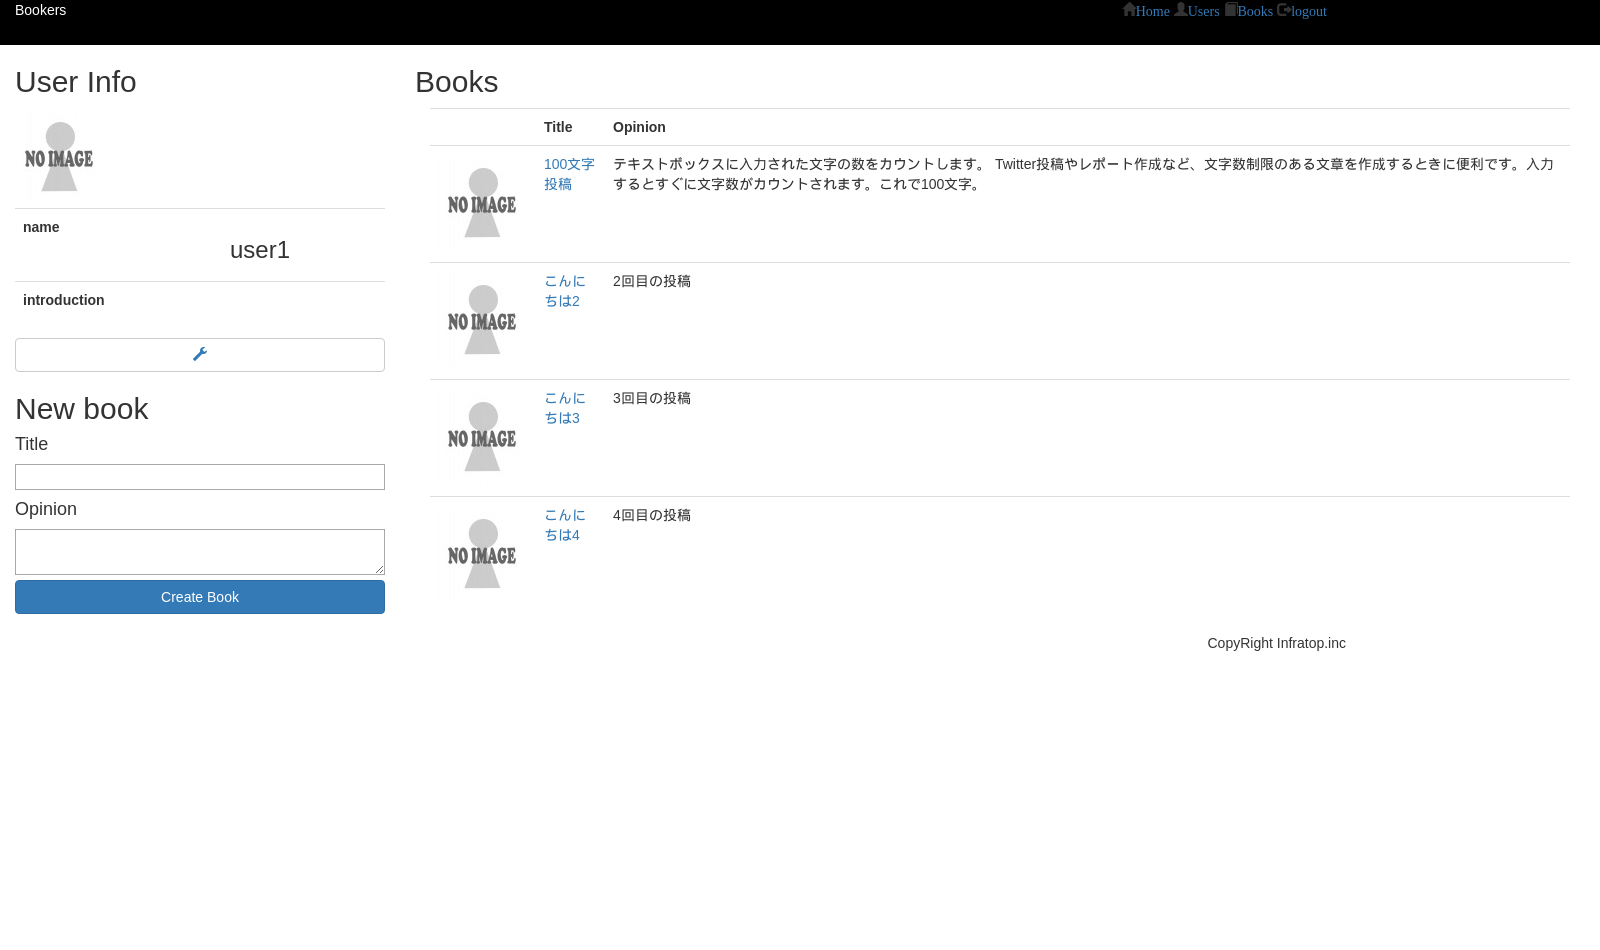 Bookers
Home Users Books logout
User Info
NO IMAGE
name
user1
introduction
New book
Title
Opinion
Create Book
Books
Title Opinion
NO IMAGE
100文字
投稿
テキストボックスに入力された文字の数をカウントします。 Twitter投稿やレポート作成など、文字数制限のある文章を作成するときに便利です。入力
するとすぐに文字数がカウントされます。これで100文字。
NO IMAGE
こんに
ちは2
2回目の投稿
NO IMAGE
こんに
ちは3
3回目の投稿
NO IMAGE
こんに
ちは4
4回目の投稿
CopyRight Infratop.inc